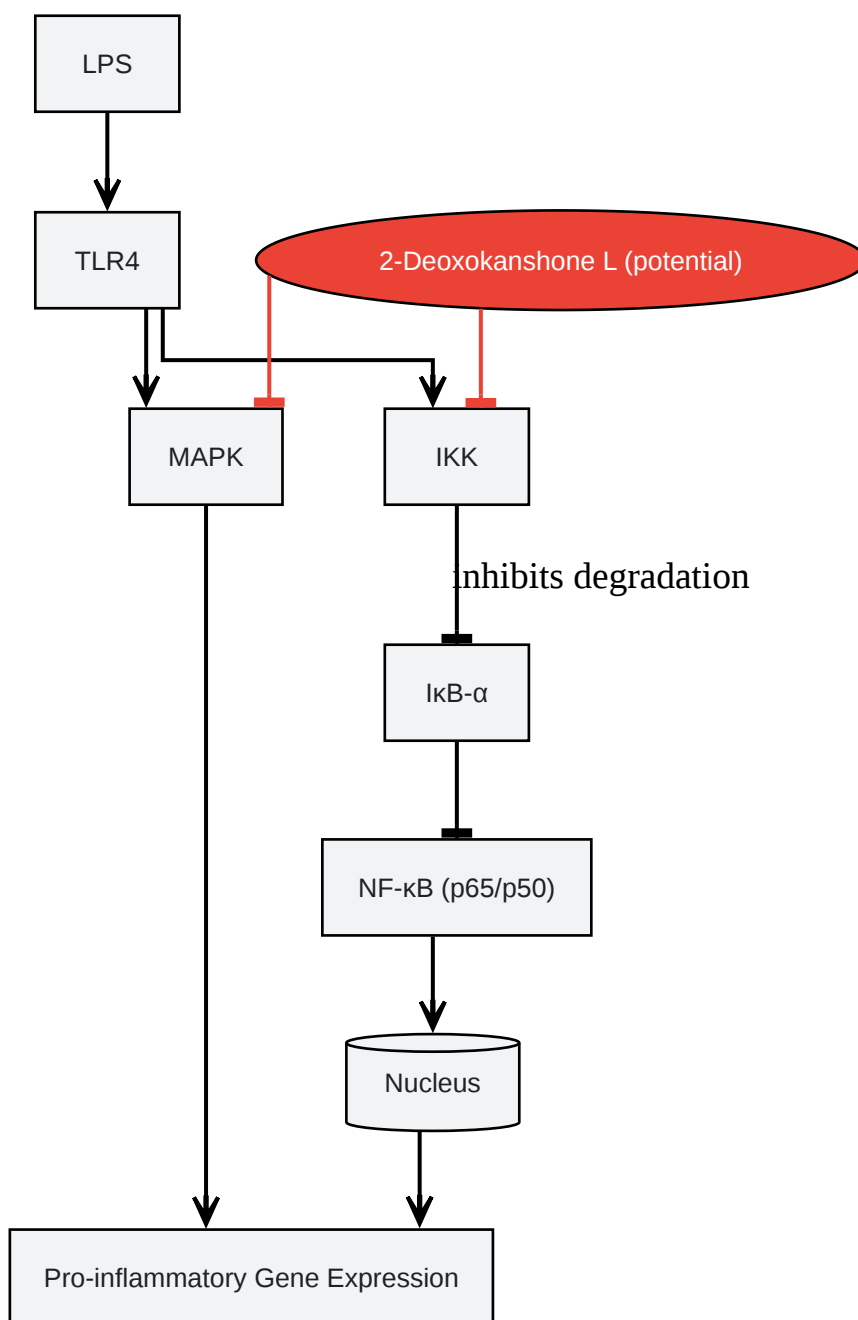 LPS
TLR4
2-Deoxokanshone L (potential)
MAPK
IKK
inhibits degradation
IκB-α
NF-κB (p65/p50)
Nucleus
Pro-inflammatory Gene Expression